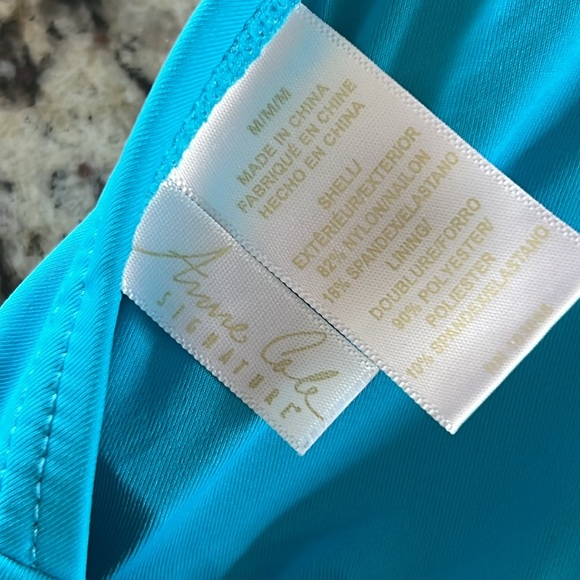 M/M/M
MADE IN CHINA
FABRIQUÉ EN CHINE
HECHO EN CHINA
SHELL/
EXTÉRIEUR/EXTERIOR
82% NYLON/NAILON
18% SPANDEX/ELASTANO
LINING/
DOUBLURE/FORRO
90% POLYESTER/
POLIESTER
10% SPANDEX/ELASTANO
Anne Cole
SIGNATURE